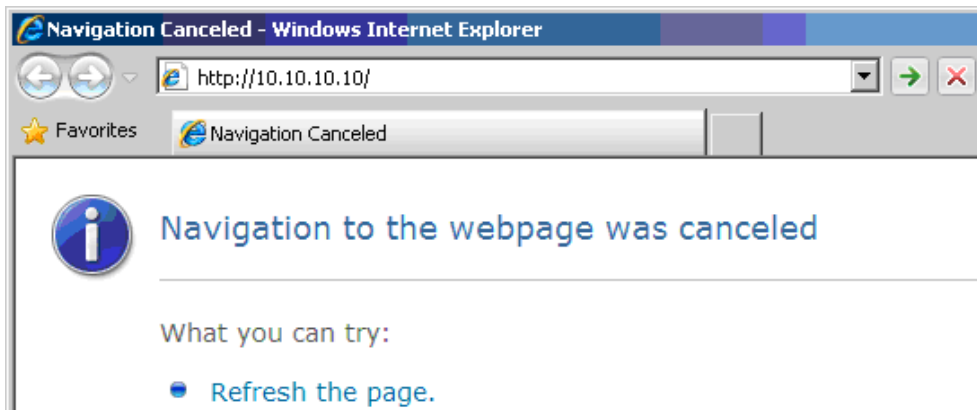 Navigation Canceled - Windows Internet Explorer
http://10.10.10.10/
Favorites
Navigation Canceled
Navigation to the webpage was canceled
What you can try:
Refresh the page.